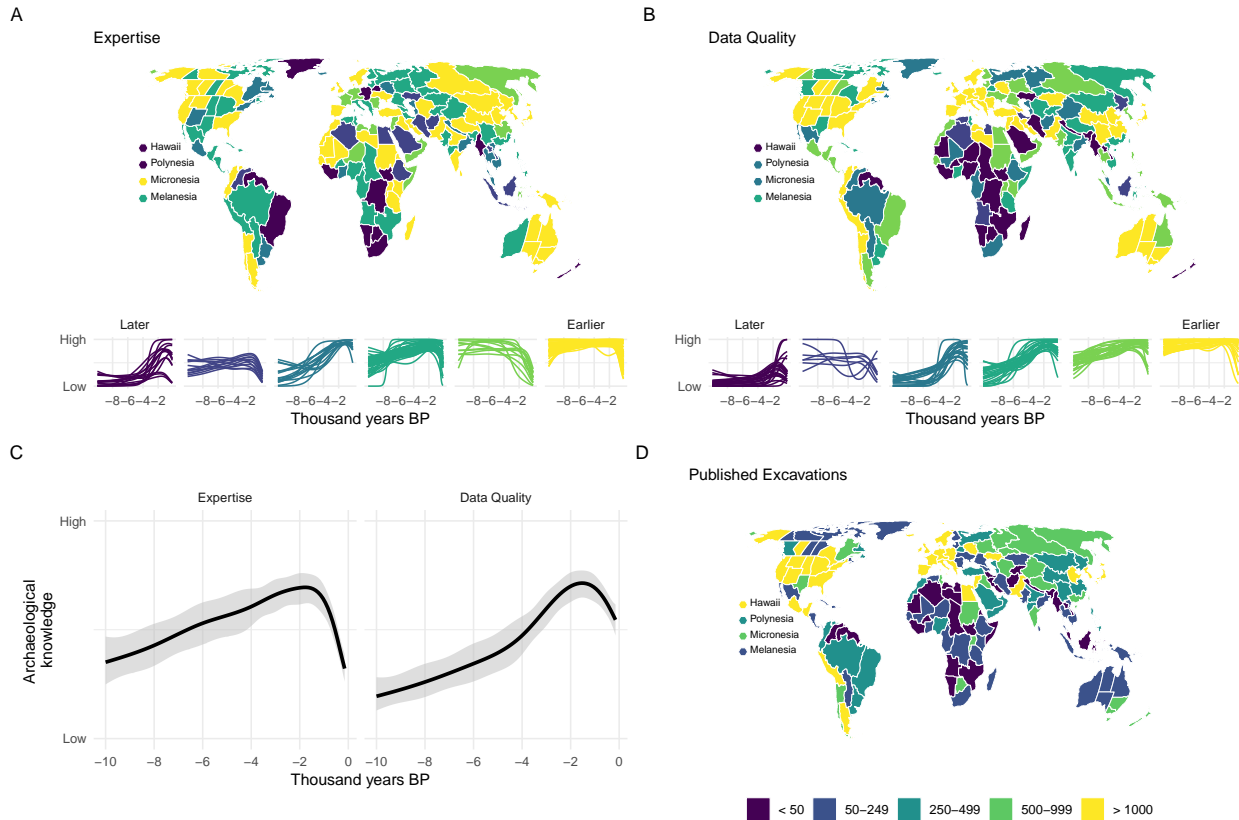 A
Expertise
Hawaii
Polynesia
Micronesia
Melanesia
Later
Earlier
High
Low
−8−6−4−2
−8−6−4−2
−8−6−4−2
−8−6−4−2
−8−6−4−2
−8−6−4−2
Thousand years BP
B
Data Quality
Hawaii
Polynesia
Micronesia
Melanesia
Later
Earlier
High
Low
−8−6−4−2
−8−6−4−2
−8−6−4−2
−8−6−4−2
−8−6−4−2
−8−6−4−2
Thousand years BP
C
Expertise
Data Quality
High
Low
Archaeological
knowledge
−10 −8 −6 −4 −2 0
−10 −8 −6 −4 −2 0
Thousand years BP
D
Published Excavations
Hawaii
Polynesia
Micronesia
Melanesia
< 50 50−249 250−499 500−999 > 1000